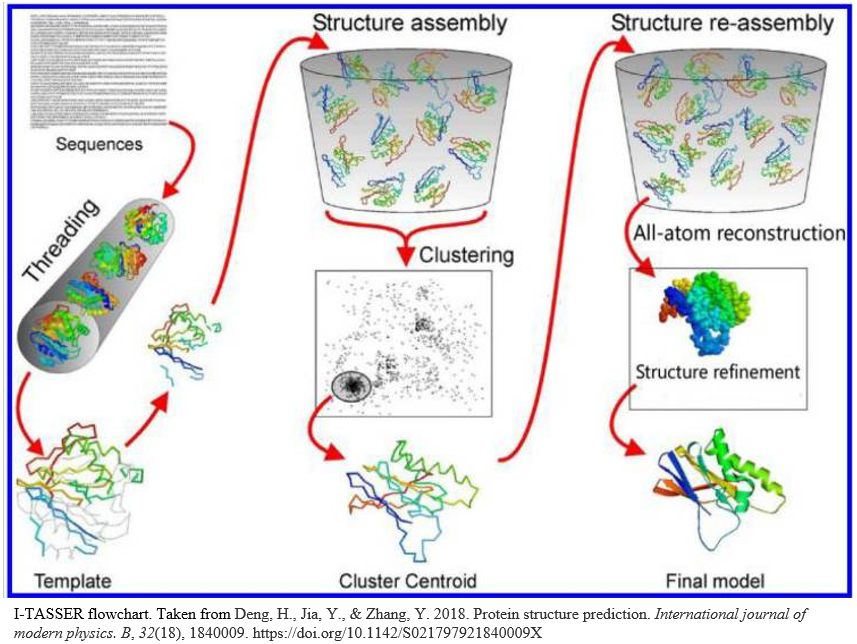 Sequences
Threading
Template
Structure assembly
Clustering
Cluster Centroid
Structure re-assembly
All-atom reconstruction
Structure refinement
Final model
I-TASSER flowchart. Taken from Deng, H., Jia, Y., & Zhang, Y. 2018. Protein structure prediction. International journal of
modern physics. B, 32(18), 1840009. https://doi.org/10.1142/S021797921840009X